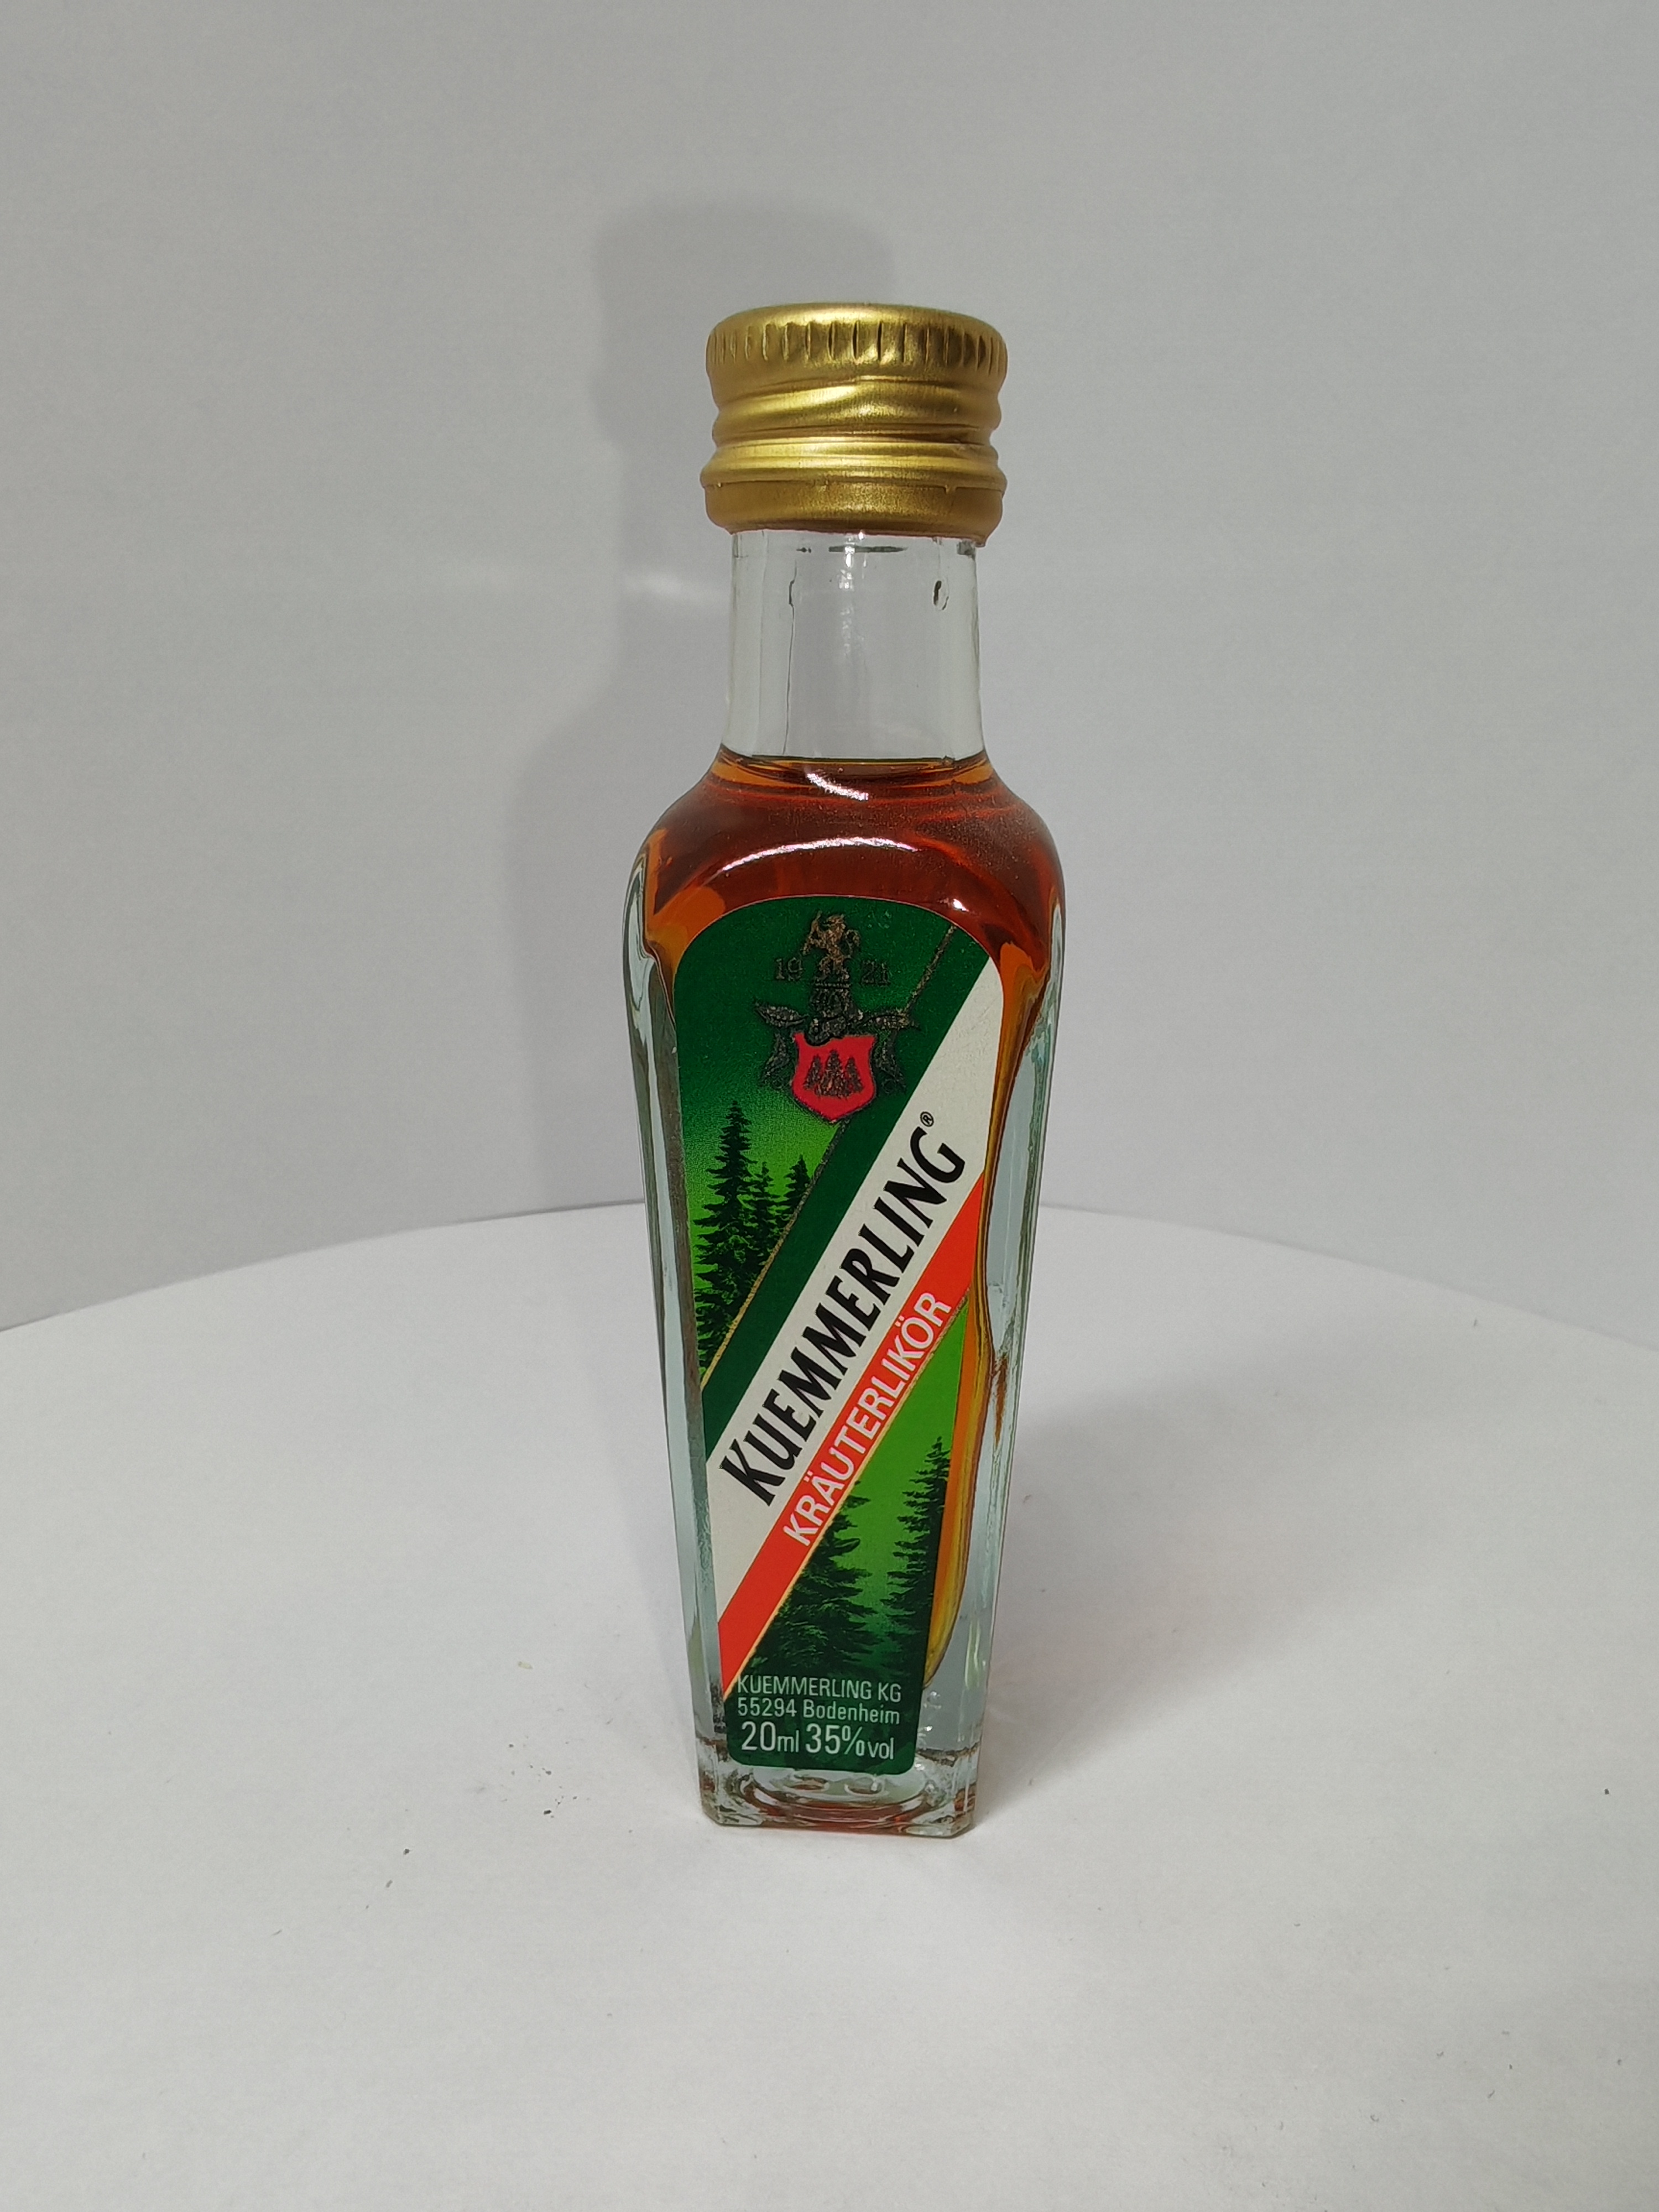 19 21
KUEMMERLING®
KRÄUTERLIKÖR
KUEMMERLING KG
55294 Bodenheim
20ml 35%vol